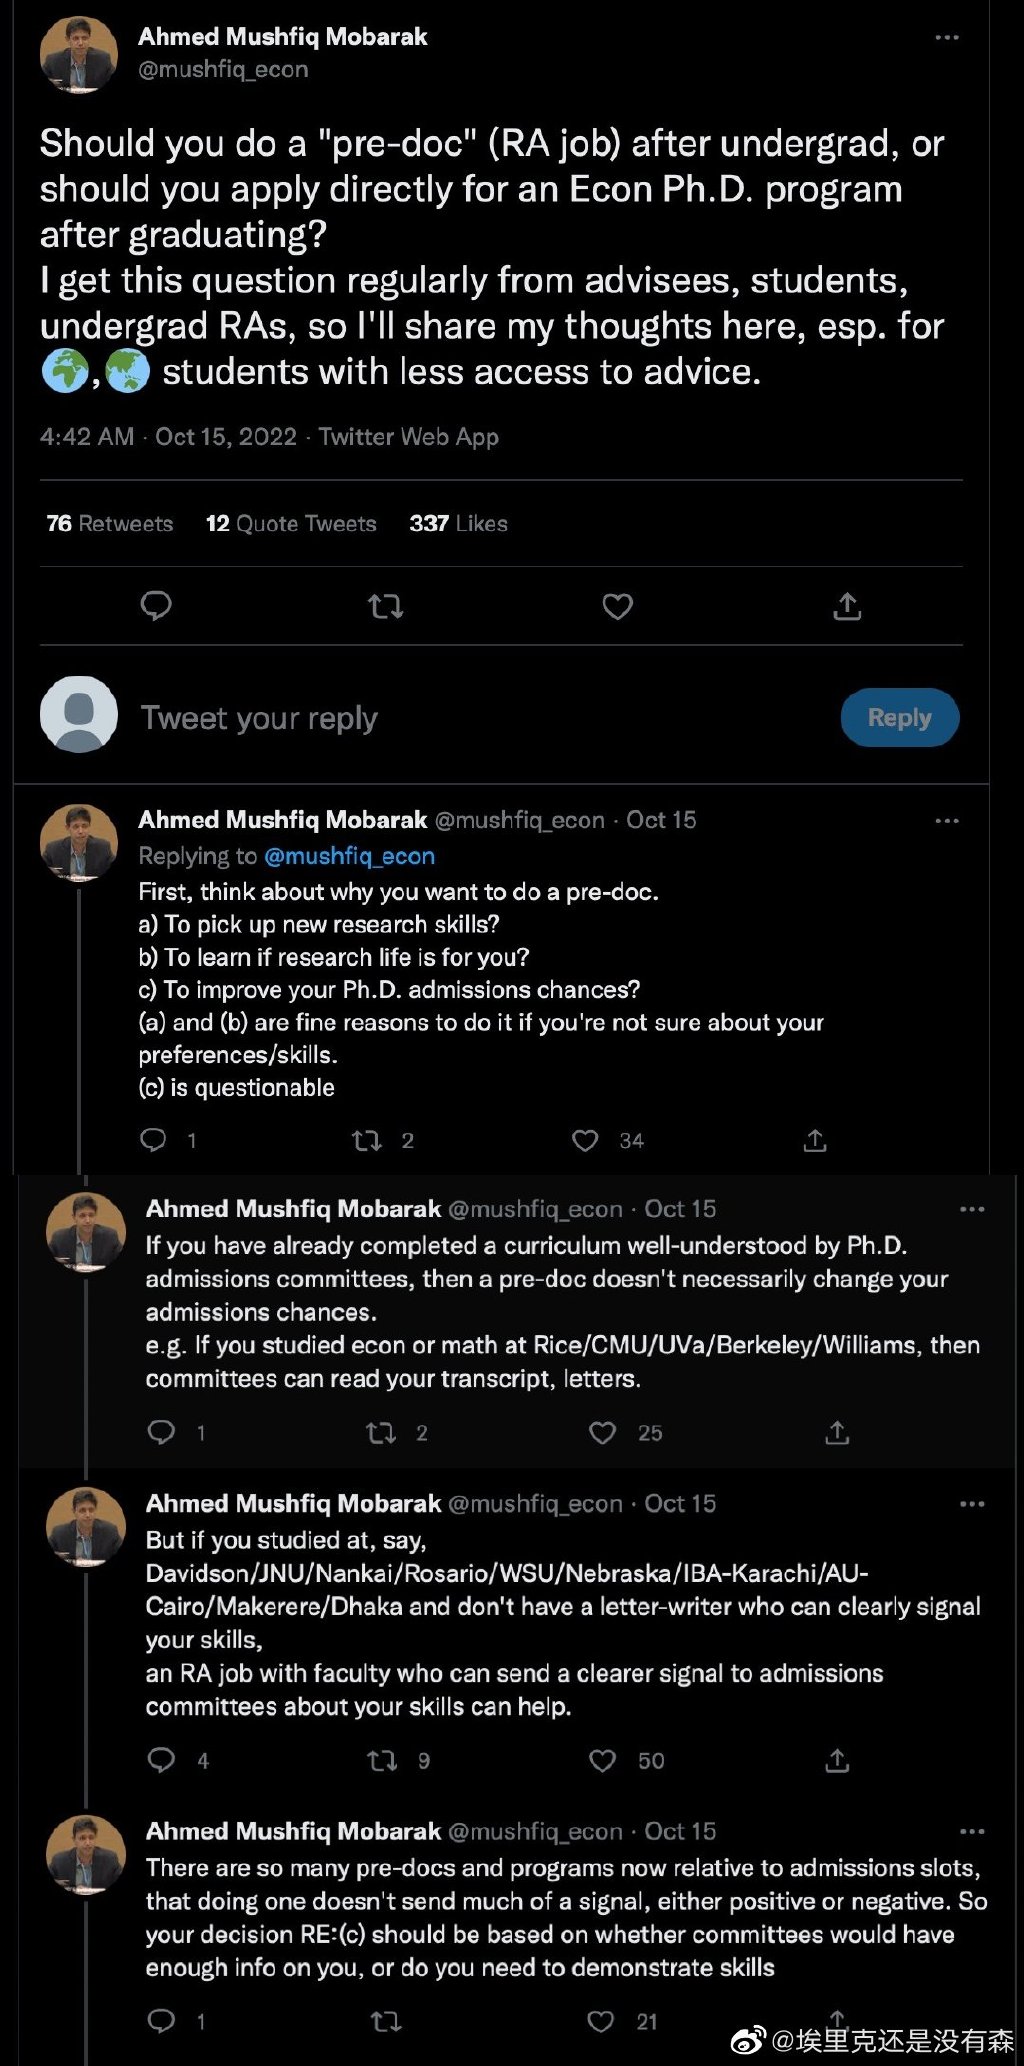 Ahmed Mushfiq Mobarak
@mushfiq_econ
Should you do a "pre-doc" (RA job) after undergrad, or
should you apply directly for an Econ Ph.D. program
after graduating?
I get this question regularly from advisees, students,
undergrad RAs, so I'll share my thoughts here, esp. for
🌍,🌏 students with less access to advice.
4:42 AM · Oct 15, 2022 · Twitter Web App
76 Retweets 12 Quote Tweets 337 Likes
Tweet your reply
Reply
Ahmed Mushfiq Mobarak @mushfiq_econ · Oct 15
Replying to @mushfiq_econ
First, think about why you want to do a pre-doc.
a) To pick up new research skills?
b) To learn if research life is for you?
c) To improve your Ph.D. admissions chances?
(a) and (b) are fine reasons to do it if you're not sure about your
preferences/skills.
(c) is questionable
1 2 34
Ahmed Mushfiq Mobarak @mushfiq_econ · Oct 15
If you have already completed a curriculum well-understood by Ph.D.
admissions committees, then a pre-doc doesn't necessarily change your
admissions chances.
e.g. If you studied econ or math at Rice/CMU/UVa/Berkeley/Williams, then
committees can read your transcript, letters.
1 2 25
Ahmed Mushfiq Mobarak @mushfiq_econ · Oct 15
But if you studied at, say,
Davidson/JNU/Nankai/Rosario/WSU/Nebraska/IBA-Karachi/AU-
Cairo/Makerere/Dhaka and don't have a letter-writer who can clearly signal
your skills,
an RA job with faculty who can send a clearer signal to admissions
committees about your skills can help.
4 9 50
Ahmed Mushfiq Mobarak @mushfiq_econ · Oct 15
There are so many pre-docs and programs now relative to admissions slots,
that doing one doesn't send much of a signal, either positive or negative. So
your decision RE:(c) should be based on whether committees would have
enough info on you, or do you need to demonstrate skills
1 21
@埃里克还是没有森